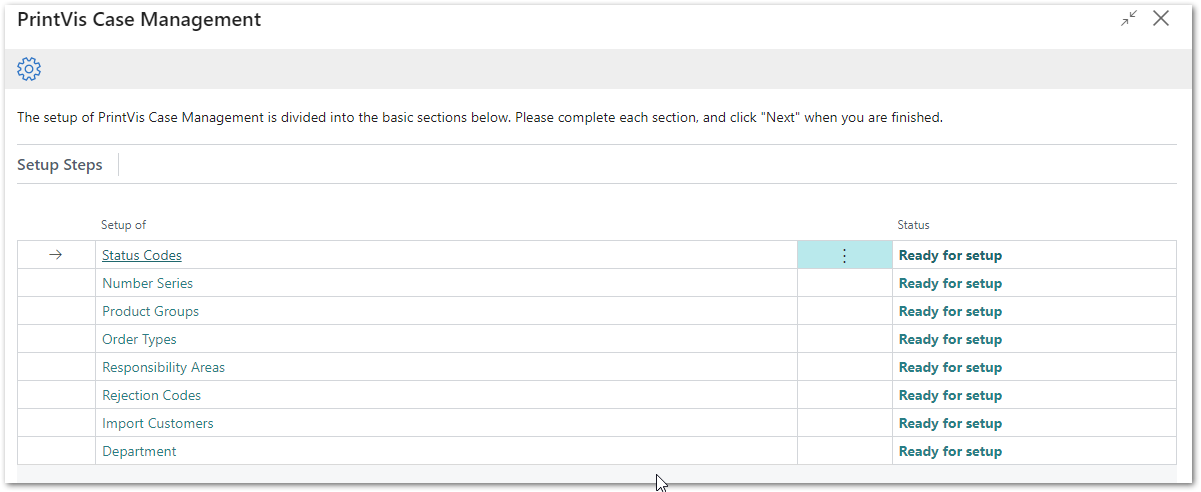 PrintVis Case Management
The setup of PrintVis Case Management is divided into the basic sections below. Please complete each section, and click "Next" when you are finished.
Setup Steps
Setup of Status
Status Codes Ready for setup
Number Series Ready for setup
Product Groups Ready for setup
Order Types Ready for setup
Responsibility Areas Ready for setup
Rejection Codes Ready for setup
Import Customers Ready for setup
Department Ready for setup